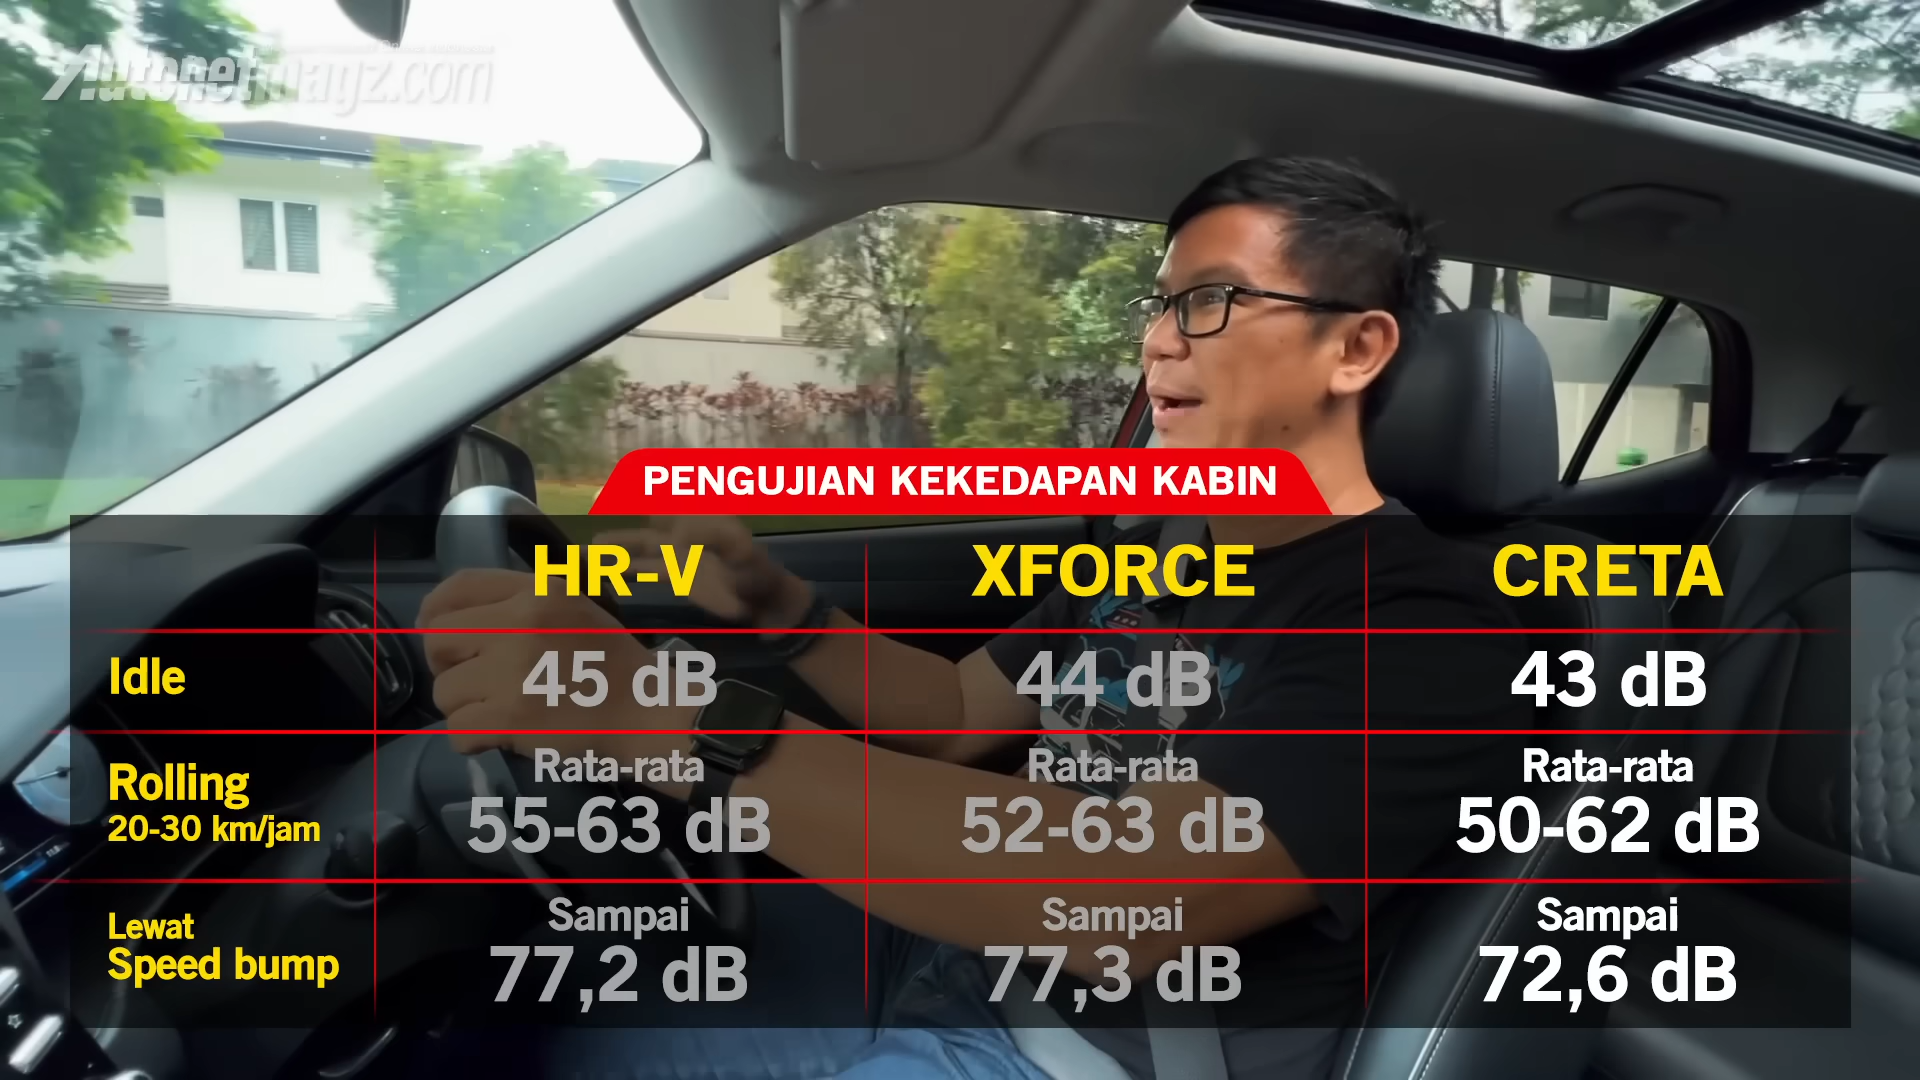 Autonetmagz.com
PENGUJIAN KEKEDAPAN KABIN
HR-V XFORCE CRETA
Idle 45 dB 44 dB 43 dB
Rata-rata Rata-rata Rata-rata
Rolling
20-30 km/jam 55-63 dB 52-63 dB 50-62 dB
Lewat Sampai Sampai Sampai
Speed bump 77,2 dB 77,3 dB 72,6 dB